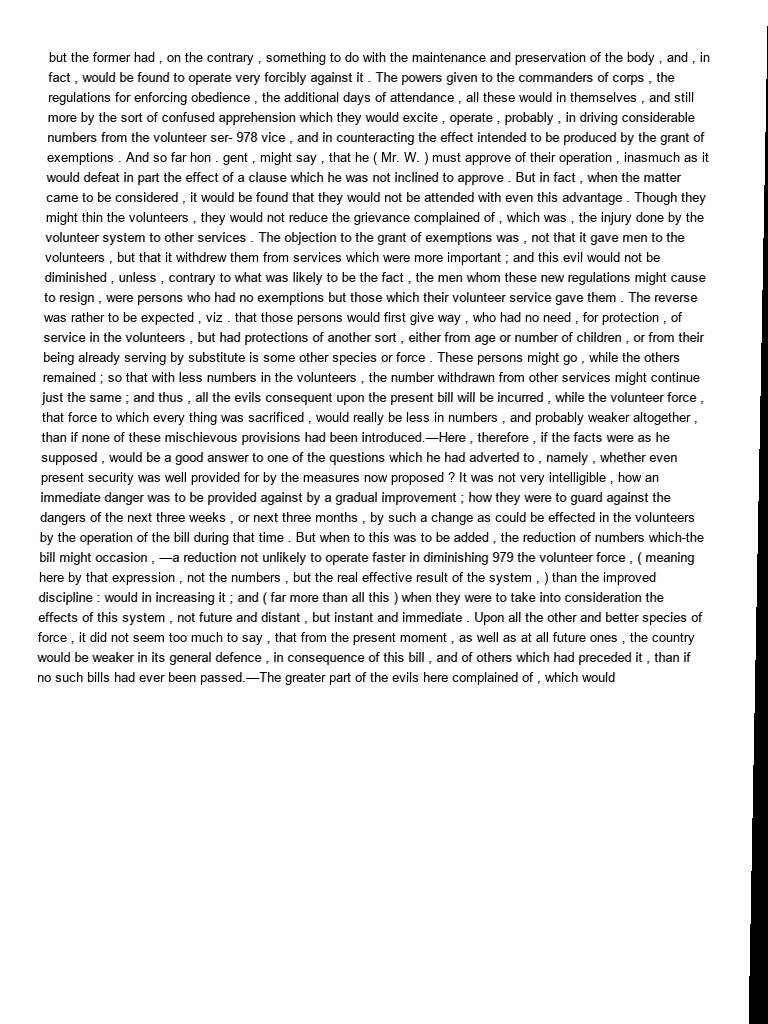 but the former had , on the contrary , something to do with the maintenance and preservation of the body , and , in
fact , would be found to operate very forcibly against it . The powers given to the commanders of corps , the
regulations for enforcing obedience , the additional days of attendance , all these would in themselves , and still
more by the sort of confused apprehension which they would excite , operate , probably , in driving considerable
numbers from the volunteer ser- 978 vice , and in counteracting the effect intended to be produced by the grant of
exemptions . And so far hon . gent , might say , that he ( Mr. W. ) must approve of their operation , inasmuch as it
would defeat in part the effect of a clause which he was not inclined to approve . But in fact , when the matter
came to be considered , it would be found that they would not be attended with even this advantage . Though they
might thin the volunteers , they would not reduce the grievance complained of , which was , the injury done by the
volunteer system to other services . The objection to the grant of exemptions was , not that it gave men to the
volunteers , but that it withdrew them from services which were more important ; and this evil would not be
diminished , unless , contrary to what was likely to be the fact , the men whom these new regulations might cause
to resign , were persons who had no exemptions but those which their volunteer service gave them . The reverse
was rather to be expected , viz . that those persons would first give way , who had no need , for protection , of
service in the volunteers , but had protections of another sort , either from age or number of children , or from their
being already serving by substitute is some other species or force . These persons might go , while the others
remained ; so that with less numbers in the volunteers , the number withdrawn from other services might continue
just the same ; and thus , all the evils consequent upon the present bill will be incurred , while the volunteer force ,
that force to which every thing was sacrificed , would really be less in numbers , and probably weaker altogether ,
than if none of these mischievous provisions had been introduced.—Here , therefore , if the facts were as he
supposed , would be a good answer to one of the questions which he had adverted to , namely , whether even
present security was well provided for by the measures now proposed ? It was not very intelligible , how an
immediate danger was to be provided against by a gradual improvement ; how they were to guard against the
dangers of the next three weeks , or next three months , by such a change as could be effected in the volunteers
by the operation of the bill during that time . But when to this was to be added , the reduction of numbers which-the
bill might occasion , —a reduction not unlikely to operate faster in diminishing 979 the volunteer force , ( meaning
here by that expression , not the numbers , but the real effective result of the system , ) than the improved
discipline : would in increasing it ; and ( far more than all this ) when they were to take into consideration the
effects of this system , not future and distant , but instant and immediate . Upon all the other and better species of
force , it did not seem too much to say , that from the present moment , as well as at all future ones , the country
would be weaker in its general defence , in consequence of this bill , and of others which had preceded it , than if
no such bills had ever been passed.—The greater part of the evils here complained of , which would